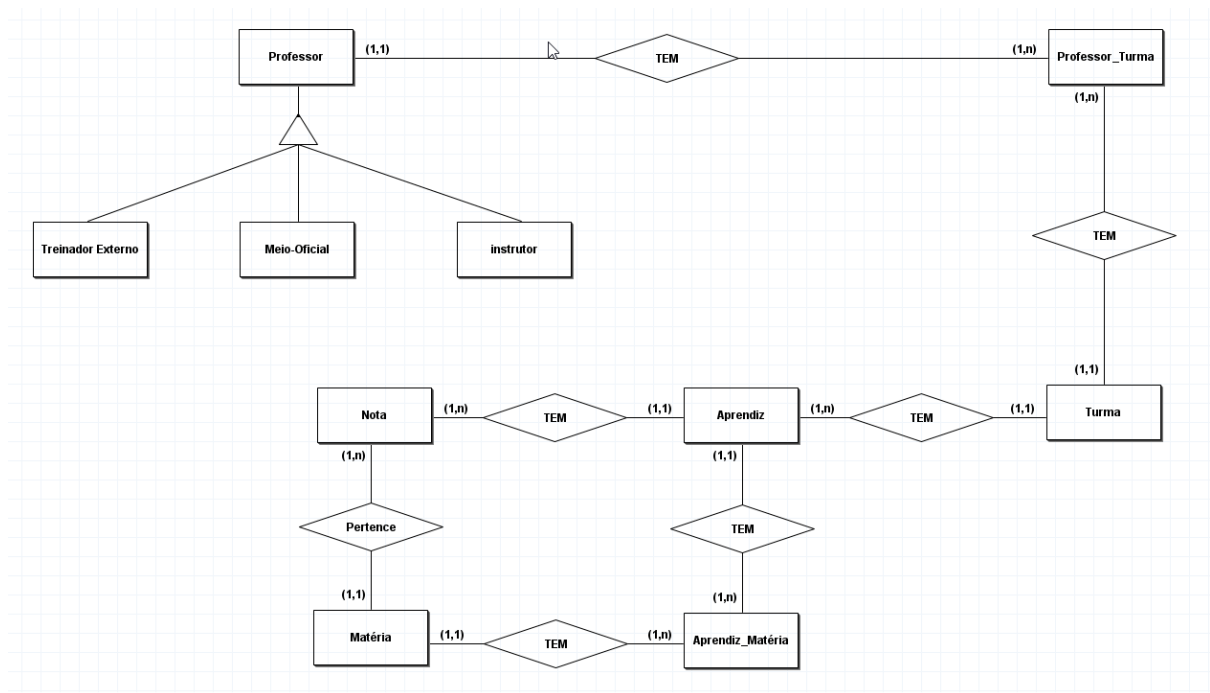 Professor
(1,1)
TEM
(1,n)
Professor_Turma
(1,n)
Treinador Externo
Meio-Oficial
instrutor
TEM
(1,1)
Nota
(1,n)
TEM
(1,1)
Aprendiz
(1,n)
TEM
(1,1)
Turma
(1,n)
(1,1)
Pertence
TEM
(1,1)
(1,n)
Matéria
(1,1)
TEM
(1,n)
Aprendiz_Matéria